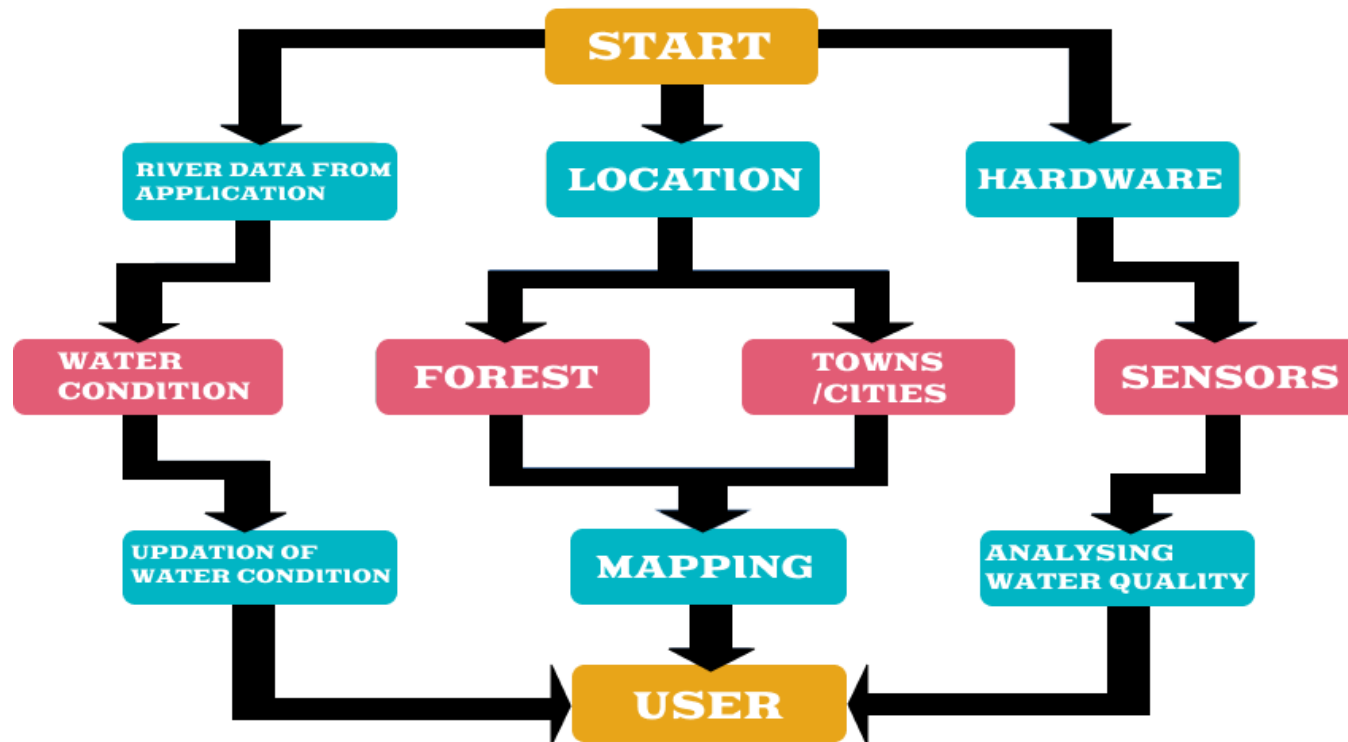 START
RIVER DATA FROM
APPLICATION
LOCATION
HARDWARE
WATER
CONDITION
FOREST
TOWNS
/CITIES
SENSORS
UPDATION OF
WATER CONDITION
MAPPING
ANALYSING
WATER QUALITY
USER